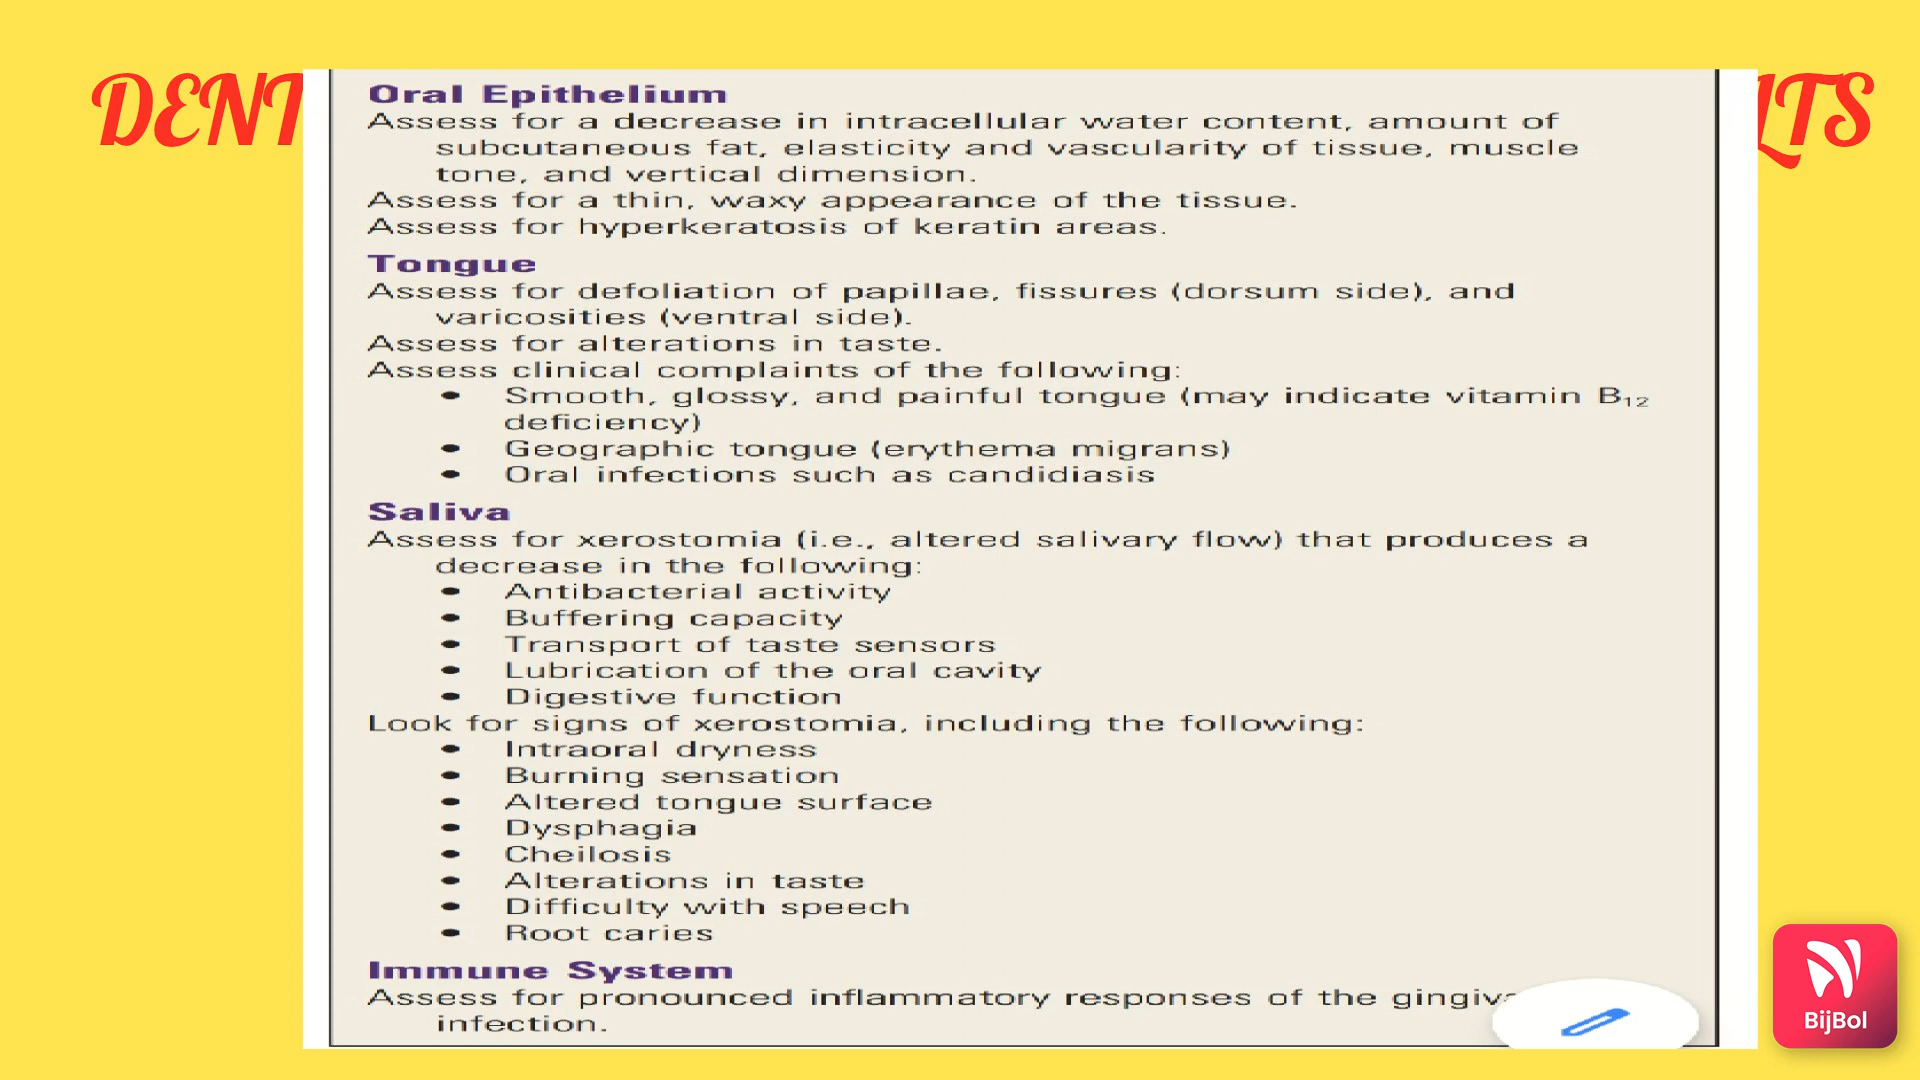 Oral Epithelium
Assess for a decrease in intracellular water content, amount of
subcutaneous fat, elasticity and vascularity of tissue, muscle
tone, and vertical dimension.
Assess for a thin, waxy appearance of the tissue.
Assess for hyperkeratosis of keratin areas.
Tongue
Assess for defoliation of papillae, fissures (dorsum side), and
varicosities (ventral side).
Assess for alterations in taste.
Assess clinical complaints of the following:
• Smooth, glossy, and painful tongue (may indicate vitamin B₁₂
deficiency)
• Geographic tongue (erythema migrans)
• Oral infections such as candidiasis
Saliva
Assess for xerostomia (i.e., altered salivary flow) that produces a
decrease in the following:
• Antibacterial activity
• Buffering capacity
• Transport of taste sensors
• Lubrication of the oral cavity
• Digestive function
Look for signs of xerostomia, including the following:
• Intraoral dryness
• Burning sensation
• Altered tongue surface
• Dysphagia
• Cheilosis
• Alterations in taste
• Difficulty with speech
• Root caries
Immune System
Assess for pronounced inflammatory responses of the
infection.
BijBol